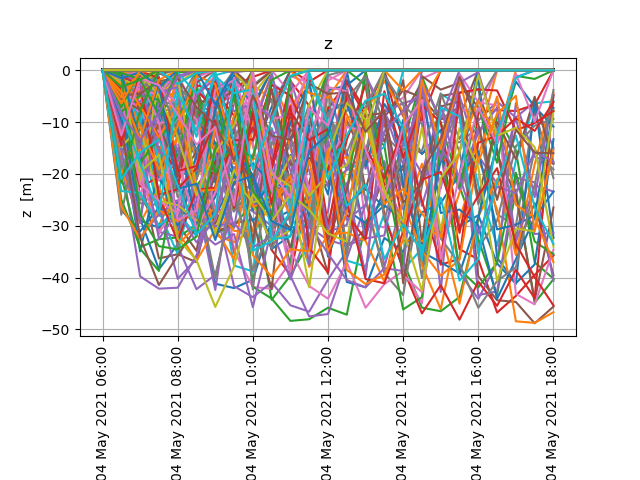 z
0
−10
−20
−30
−40
−50
z [m]
04 May 2021 06:00
04 May 2021 08:00
04 May 2021 10:00
04 May 2021 12:00
04 May 2021 14:00
04 May 2021 16:00
04 May 2021 18:00